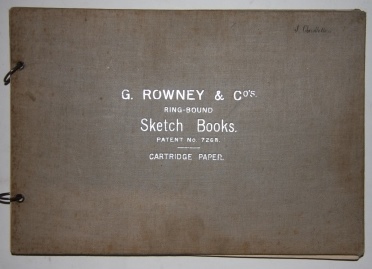 G. ROWNEY & Co's.
RING-BOUND
Sketch Books.
PATENT No. 7268.
CARTRIDGE PAPER.